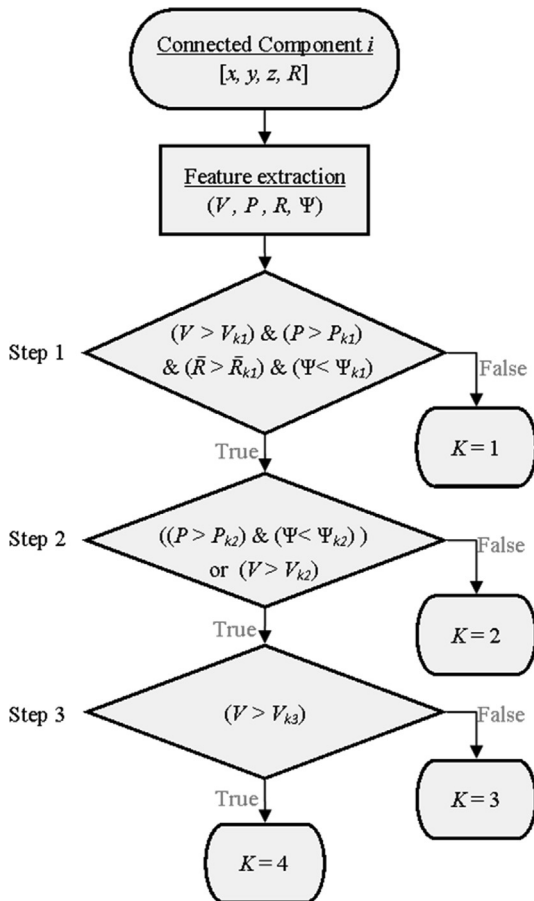 Connected Component i
[x, y, z, R]
Feature extraction
(V, P, R, Ψ)
Step 1
(V > Vk1) & (P > Pk1)
& (R̄ > R̄k1) & (Ψ< Ψk1)
False
K = 1
True
Step 2
((P > Pk2) & (Ψ< Ψk2) )
or (V > Vk2)
False
K = 2
True
Step 3
(V > Vk3)
False
K = 3
True
K = 4